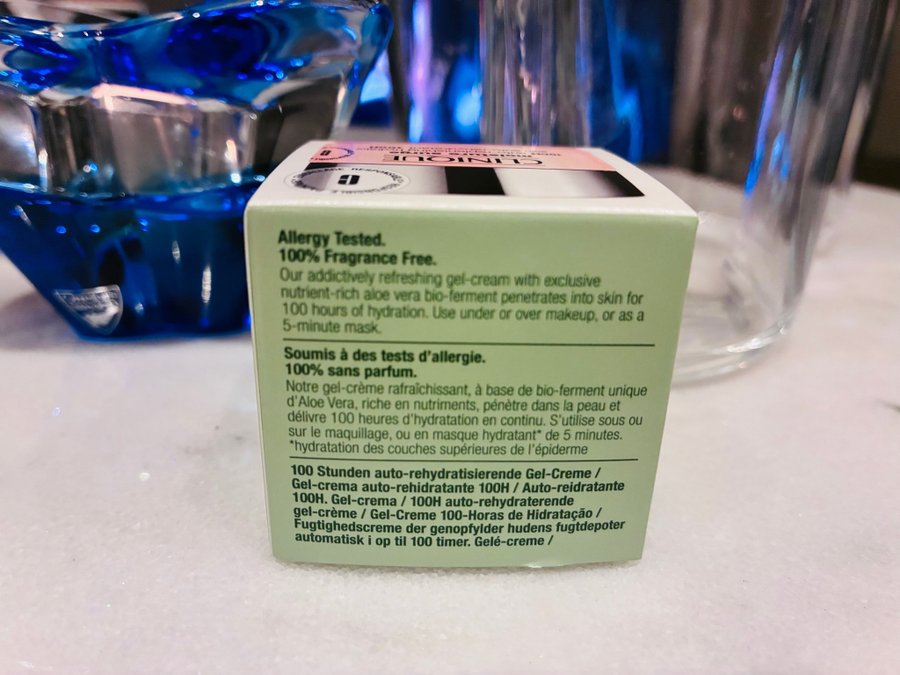 CLINIQUE
moisture surge
Allergy Tested.
100% Fragrance Free.
Our addictively refreshing gel-cream with exclusive
nutrient-rich aloe vera bio-ferment penetrates into skin for
100 hours of hydration. Use under or over makeup, or as a
5-minute mask.
Soumis à des tests d'allergie.
100% sans parfum.
Notre gel-crème rafraîchissant, à base de bio-ferment unique
d'Aloe Vera, riche en nutriments, pénètre dans la peau et
délivre 100 heures d'hydratation en continu. S'utilise sous ou
sur le maquillage, ou en masque hydratant* de 5 minutes.
*hydratation des couches supérieures de l'épiderme
100 Stunden auto-rehydratisierende Gel-Creme /
Gel-crema auto-rehidratante 100H / Auto-reidratante
100H. Gel-crema / 100H auto-rehydraterende
gel-crème / Gel-Creme 100-Horas de Hidratação /
Fugtighedscreme der genopfylder hudens fugtdepoter
automatisk i op til 100 timer. Gelé-creme /